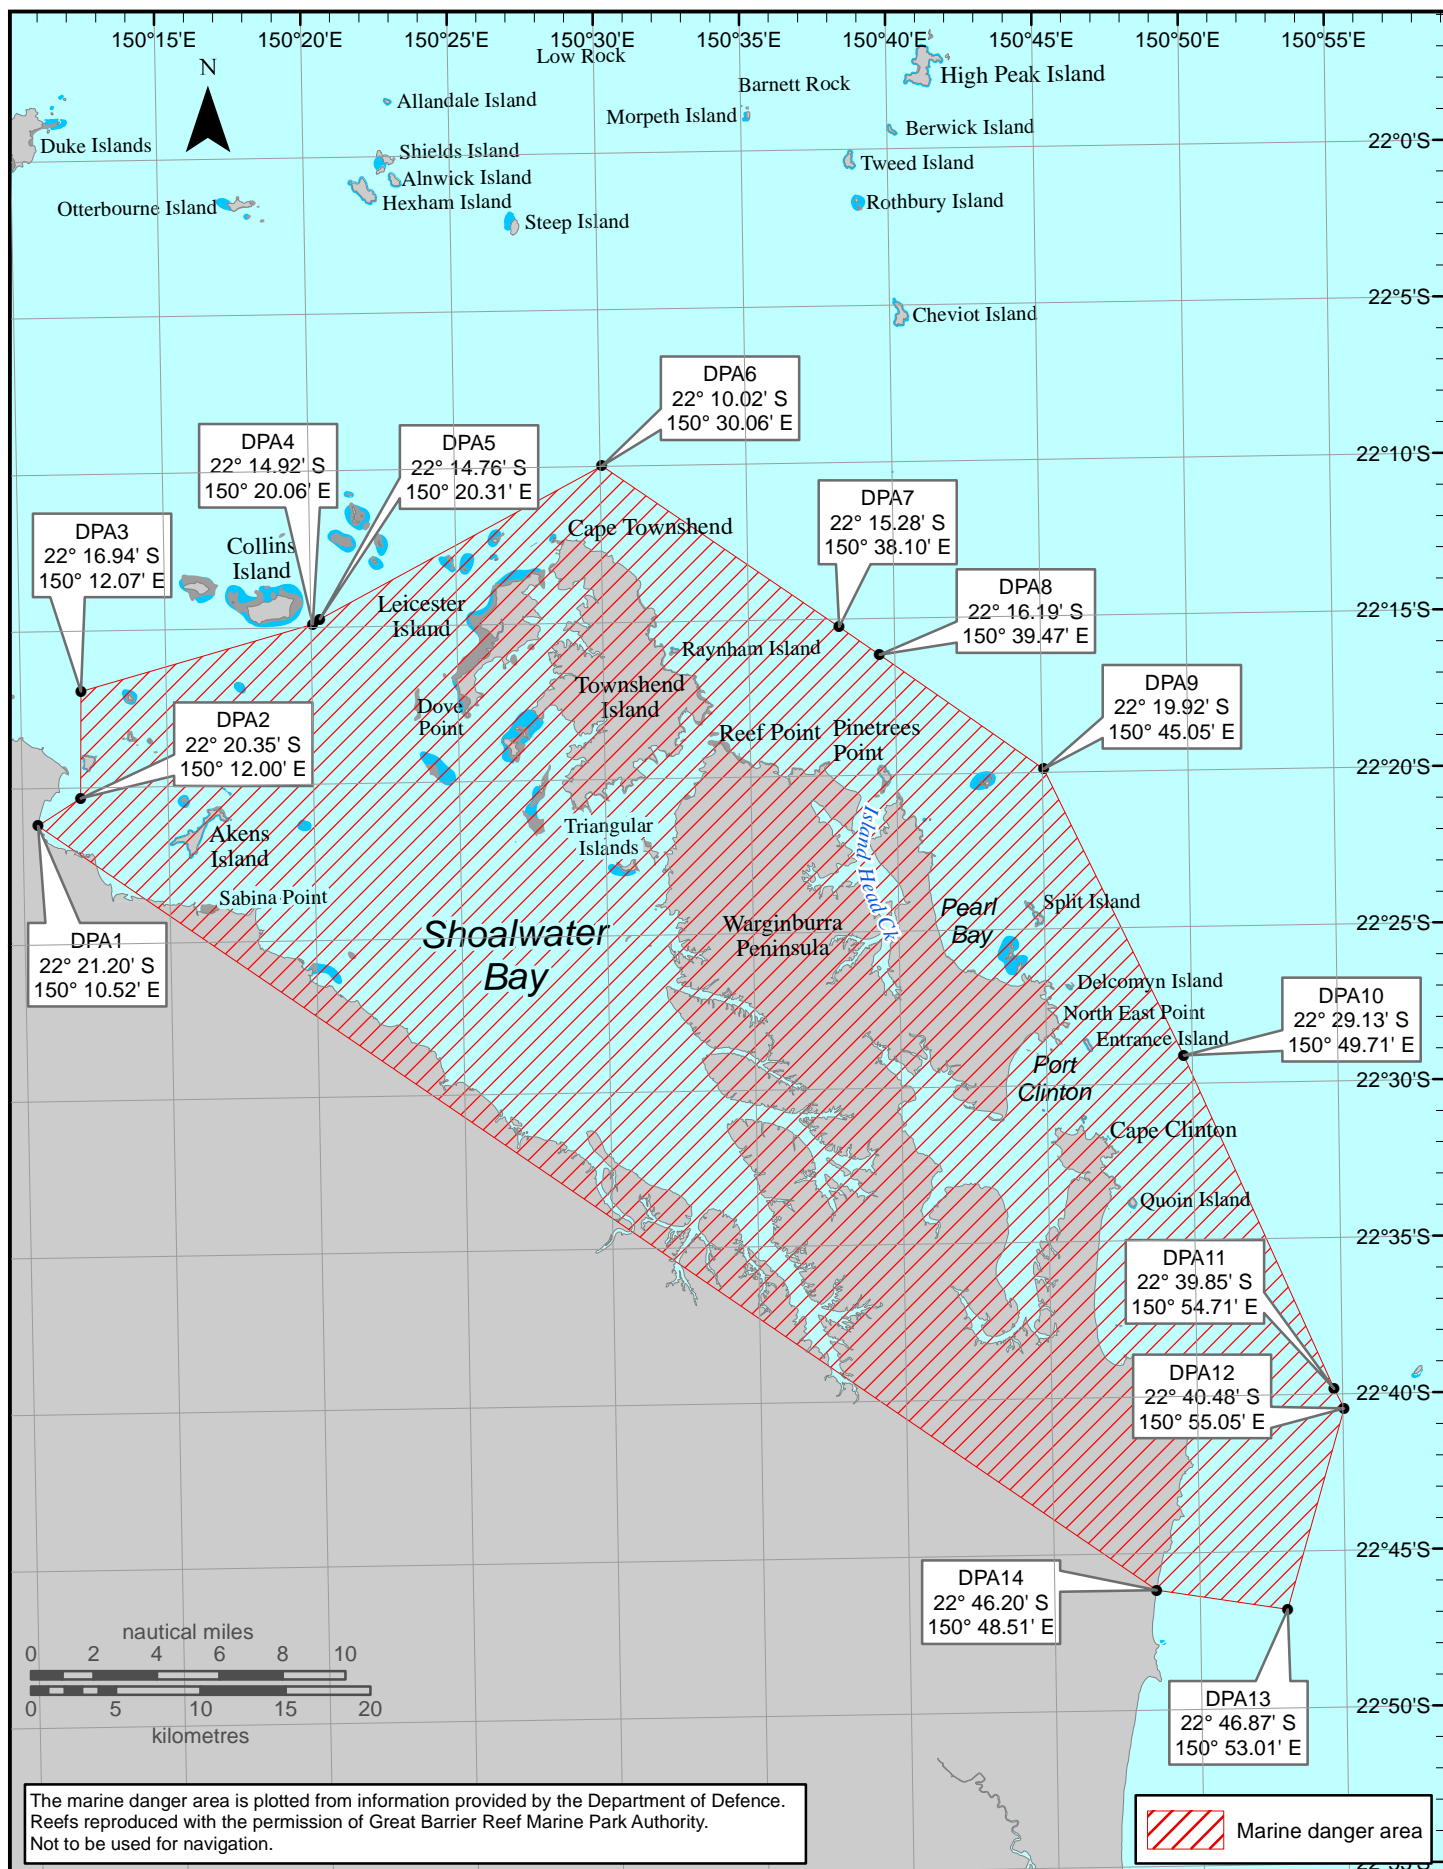 150°15'E
150°20'E
150°25'E
150°30'E
150°35'E
150°40'E
150°45'E
150°50'E
150°55'E
N
Low Rock
Barnett Rock
High Peak Island
Allandale Island
Morpeth Island
Berwick Island
Duke Islands
22°0'S
Shields Island
Tweed Island
Alnwick Island
Hexham Island
Rothbury Island
Otterbourne Island
Steep Island
22°5'S
Cheviot Island
DPA6
22° 10.02' S
150° 30.06' E
DPA4
22° 14.92' S
150° 20.06' E
DPA5
22° 14.76' S
150° 20.31' E
22°10'S
DPA7
22° 15.28' S
150° 38.10' E
DPA3
22° 16.94' S
150° 12.07' E
Collins
Island
Cape Townshend
DPA8
22° 16.19' S
150° 39.47' E
22°15'S
Leicester
Island
Raynham Island
Townshend
Island
DPA9
22° 19.92' S
150° 45.05' E
Dove
Point
DPA2
22° 20.35' S
150° 12.00' E
Reef Point
Pinetrees
Point
22°20'S
Akens
Island
Triangular
Islands
Island Head Ck
Sabina Point
Split Island
Pearl
Bay
22°25'S
Shoalwater
Bay
Warginburra
Peninsula
DPA1
22° 21.20' S
150° 10.52' E
Delcomyn Island
North East Point
Entrance Island
DPA10
22° 29.13' S
150° 49.71' E
Port
Clinton
22°30'S
Cape Clinton
Quoin Island
22°35'S
DPA11
22° 39.85' S
150° 54.71' E
DPA12
22° 40.48' S
150° 55.05' E
22°40'S
22°45'S
DPA14
22° 46.20' S
150° 48.51' E
DPA13
22° 46.87' S
150° 53.01' E
22°50'S
nautical miles
0 2 4 6 8 10
0 5 10 15 20
kilometres
The marine danger area is plotted from information provided by the Department of Defence.
Reefs reproduced with the permission of Great Barrier Reef Marine Park Authority.
Not to be used for navigation.
Marine danger area